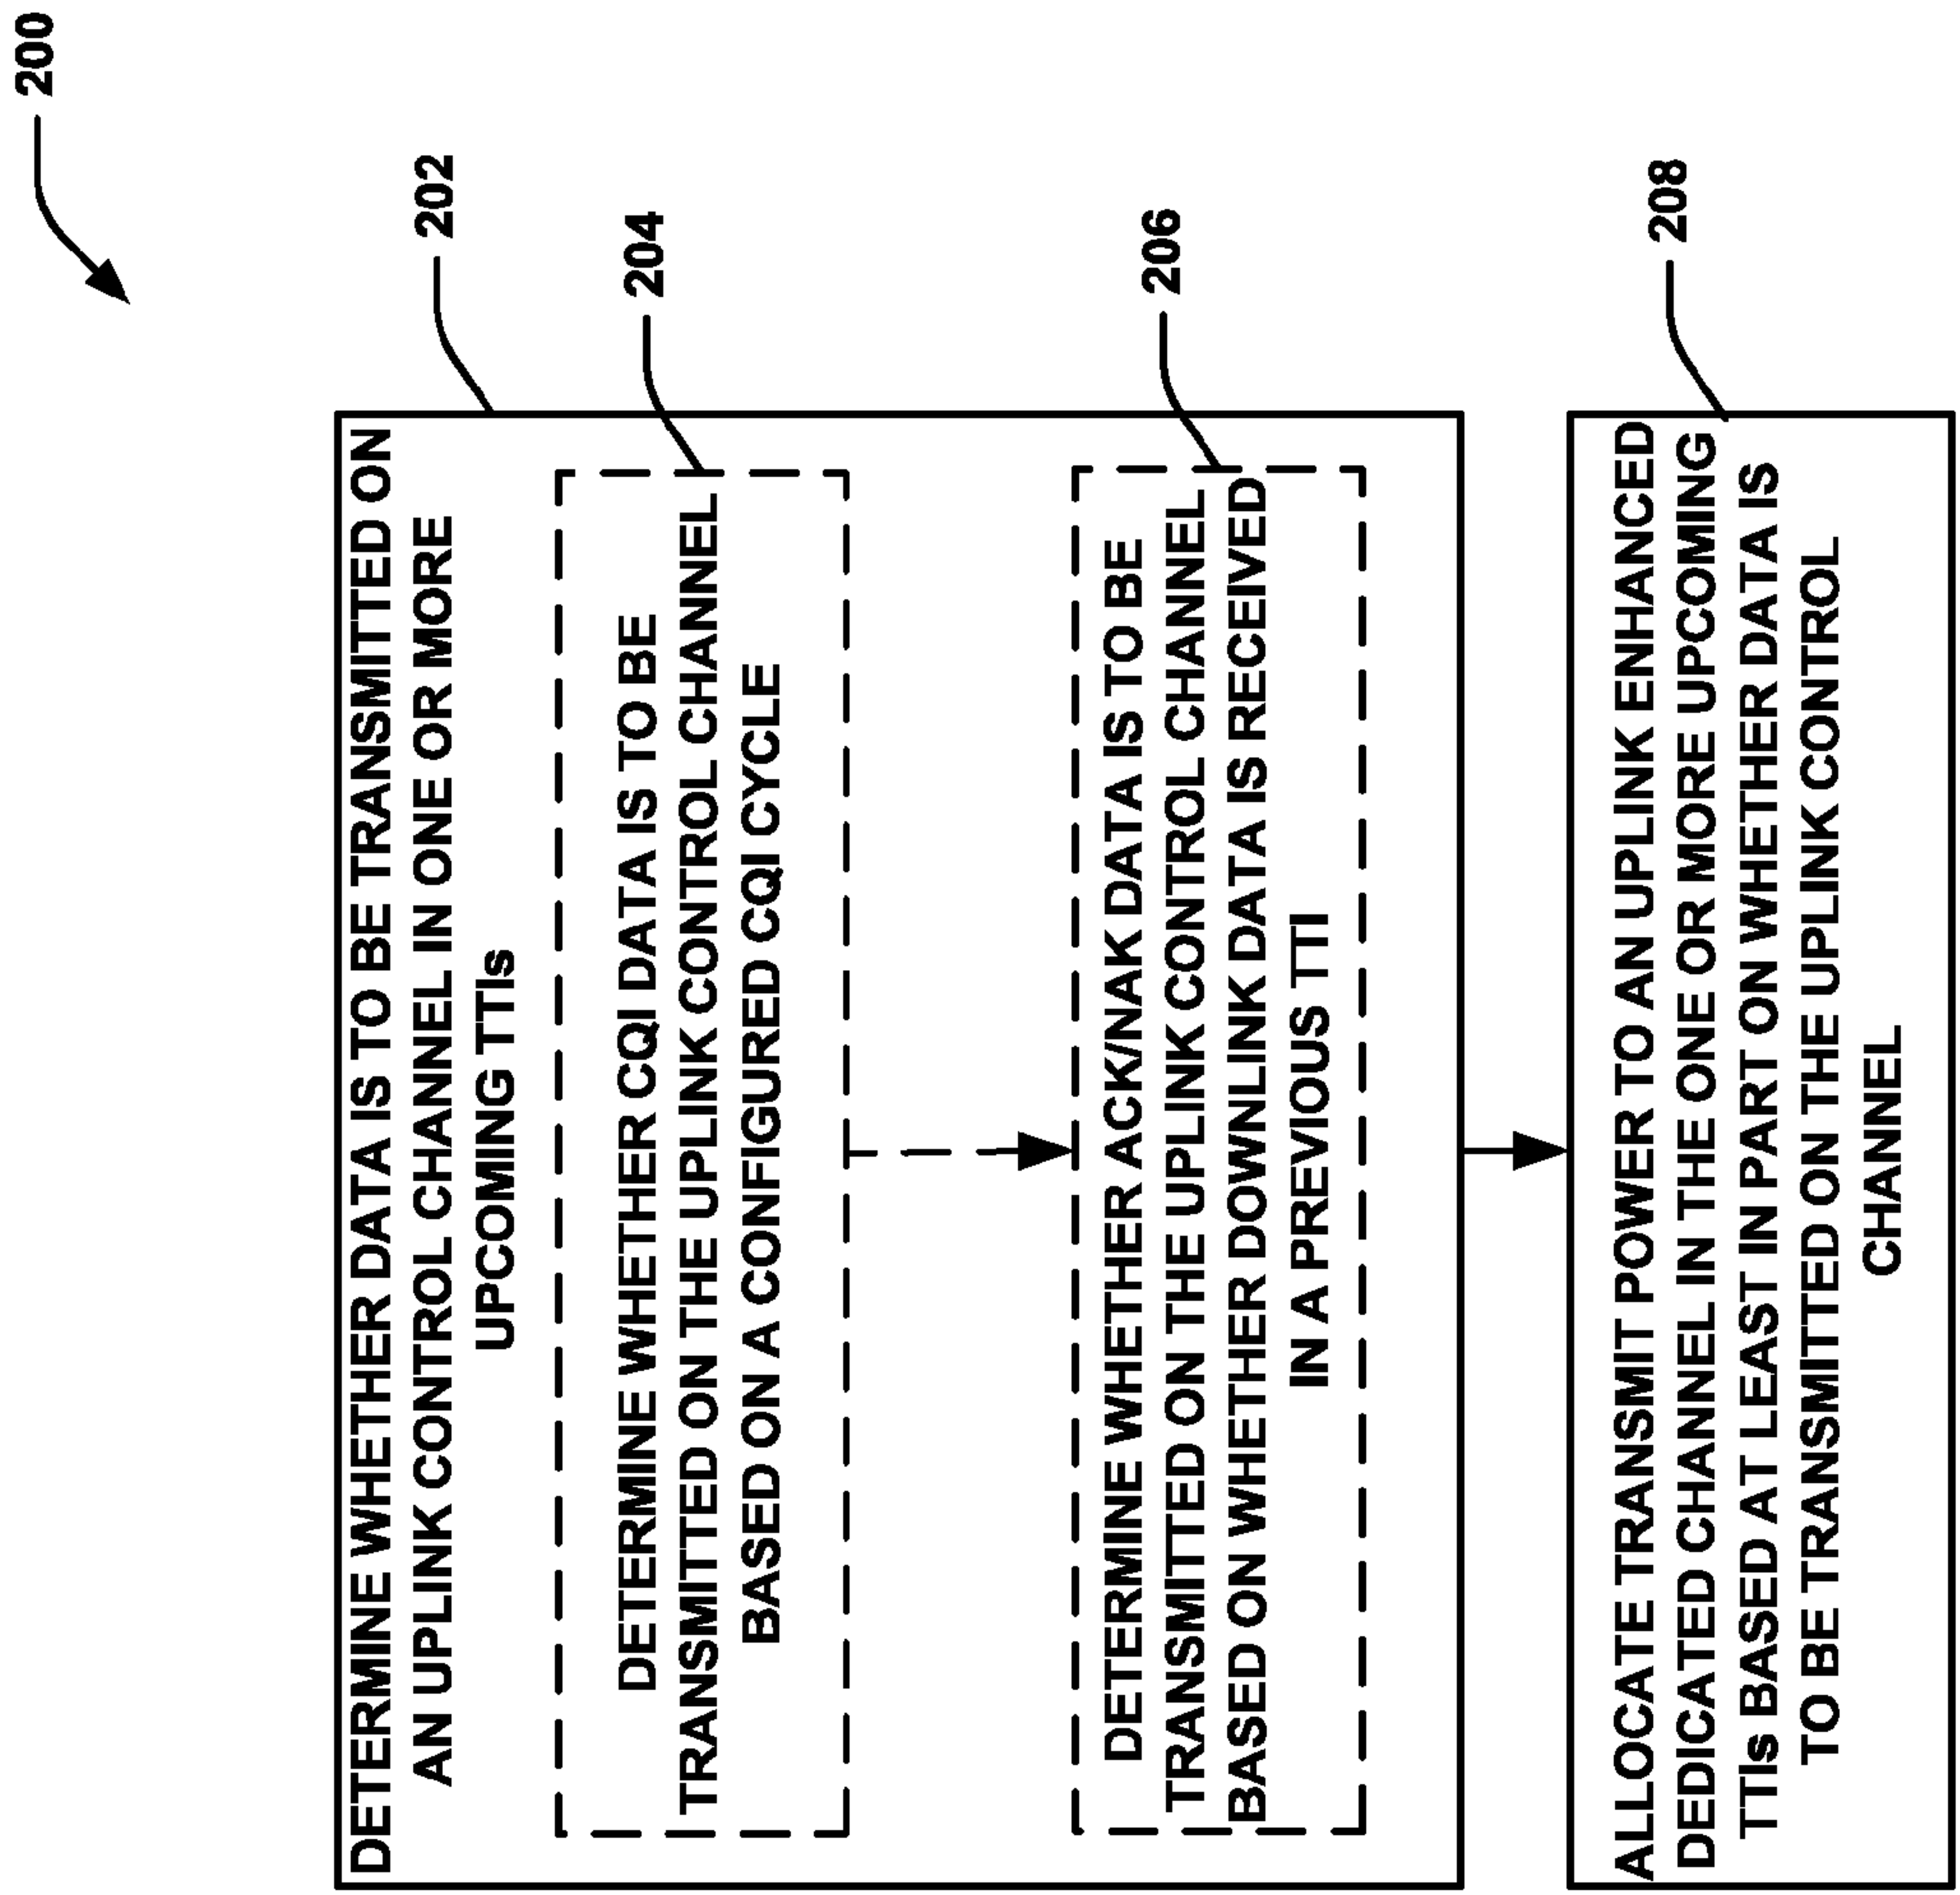 200
202
DETERMINE WHETHER DATA IS TO BE TRANSMITTED ON
AN UPLINK CONTROL CHANNEL IN ONE OR MORE
UPCOMING TTIs
204
DETERMINE WHETHER CQI DATA IS TO BE
TRANSMITTED ON THE UPLINK CONTROL CHANNEL
BASED ON A CONFIGURED CQI CYCLE
206
DETERMINE WHETHER ACK/NAK DATA IS TO BE
TRANSMITTED ON THE UPLINK CONTROL CHANNEL
BASED ON WHETHER DOWNLINK DATA IS RECEIVED
IN A PREVIOUS TTI
208
ALLOCATE TRANSMIT POWER TO AN UPLINK ENHANCED
DEDICATED CHANNEL IN THE ONE OR MORE UPCOMING
TTIs BASED AT LEAST IN PART ON WHETHER DATA IS
TO BE TRANSMITTED ON THE UPLINK CONTROL
CHANNEL